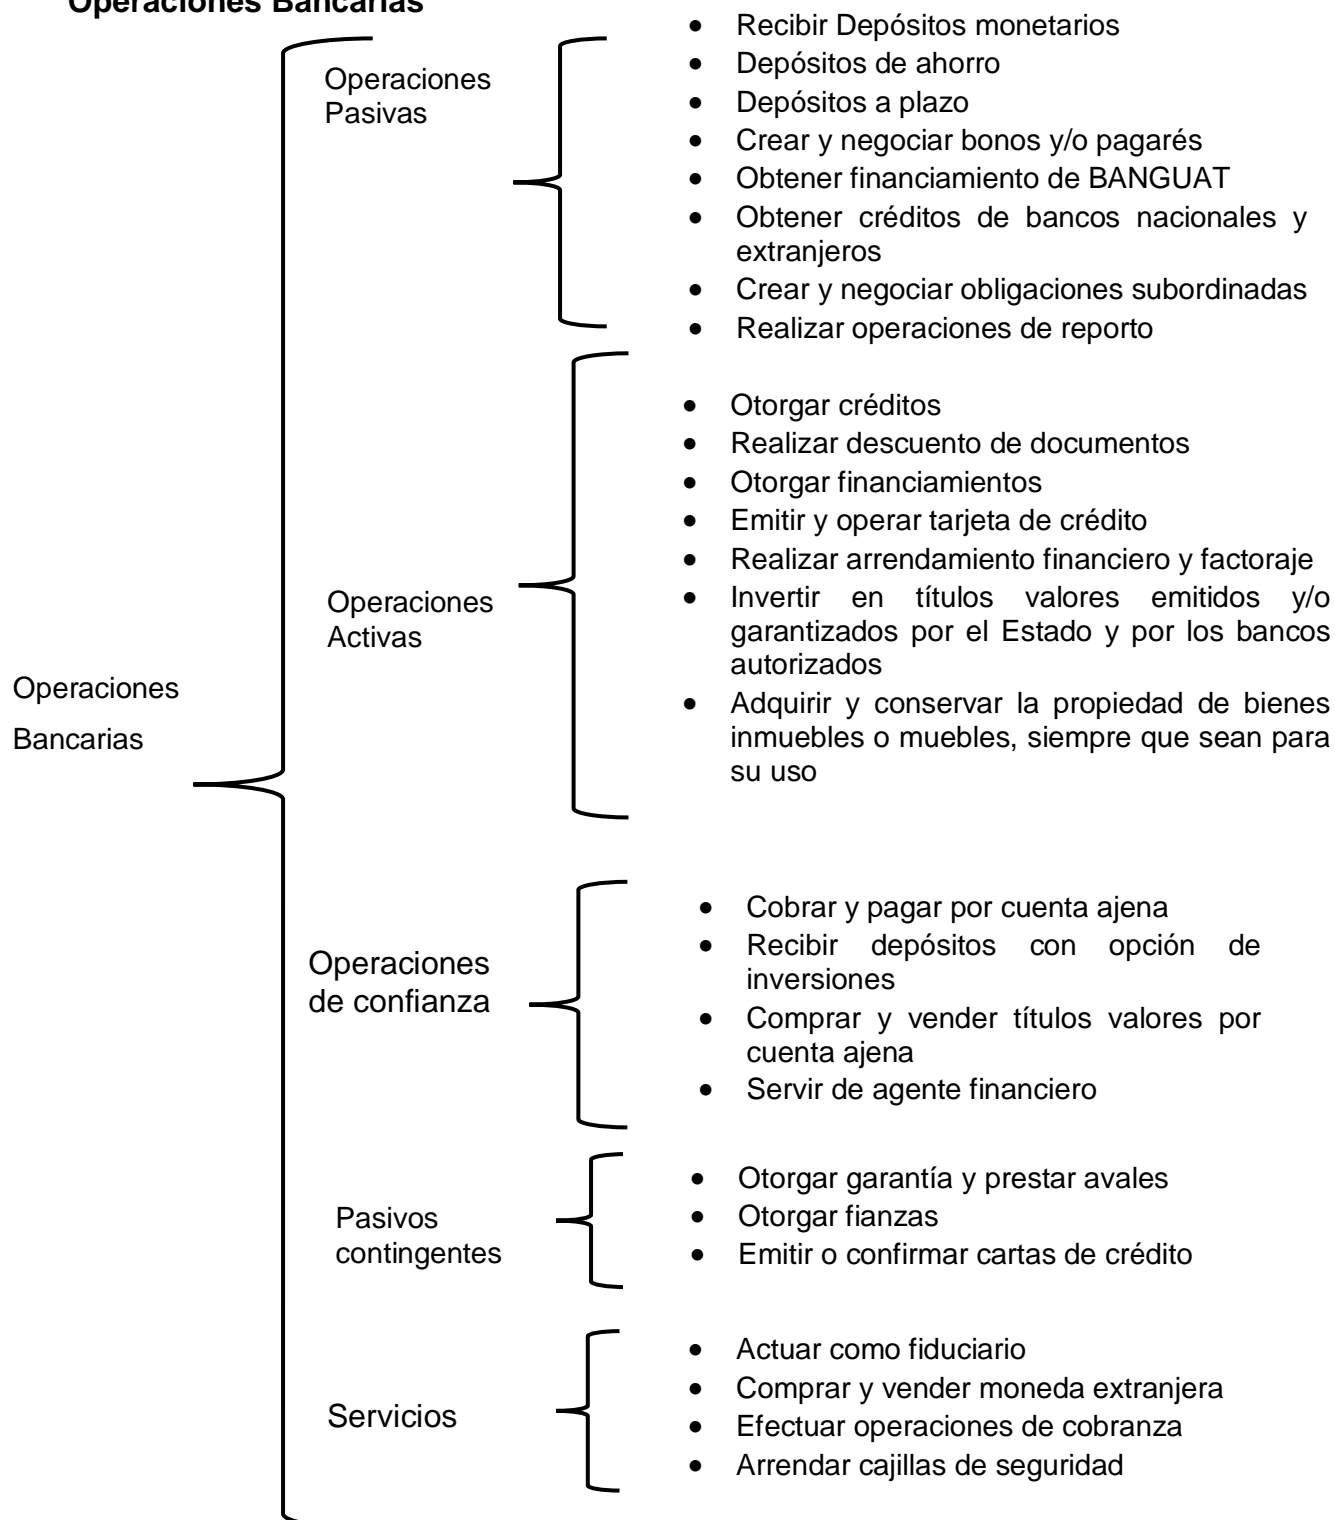 Operaciones Bancarias
Operaciones
Bancarias
Operaciones
Pasivas
• Recibir Depósitos monetarios
• Depósitos de ahorro
• Depósitos a plazo
• Crear y negociar bonos y/o pagarés
• Obtener financiamiento de BANGUAT
• Obtener créditos de bancos nacionales y
extranjeros
• Crear y negociar obligaciones subordinadas
• Realizar operaciones de reporto
Operaciones
Activas
• Otorgar créditos
• Realizar descuento de documentos
• Otorgar financiamientos
• Emitir y operar tarjeta de crédito
• Realizar arrendamiento financiero y factoraje
• Invertir en títulos valores emitidos y/o
garantizados por el Estado y por los bancos
autorizados
• Adquirir y conservar la propiedad de bienes
inmuebles o muebles, siempre que sean para
su uso
Operaciones
de confianza
• Cobrar y pagar por cuenta ajena
• Recibir depósitos con opción de
inversiones
• Comprar y vender títulos valores por
cuenta ajena
• Servir de agente financiero
Pasivos
contingentes
• Otorgar garantía y prestar avales
• Otorgar fianzas
• Emitir o confirmar cartas de crédito
Servicios
• Actuar como fiduciario
• Comprar y vender moneda extranjera
• Efectuar operaciones de cobranza
• Arrendar cajillas de seguridad